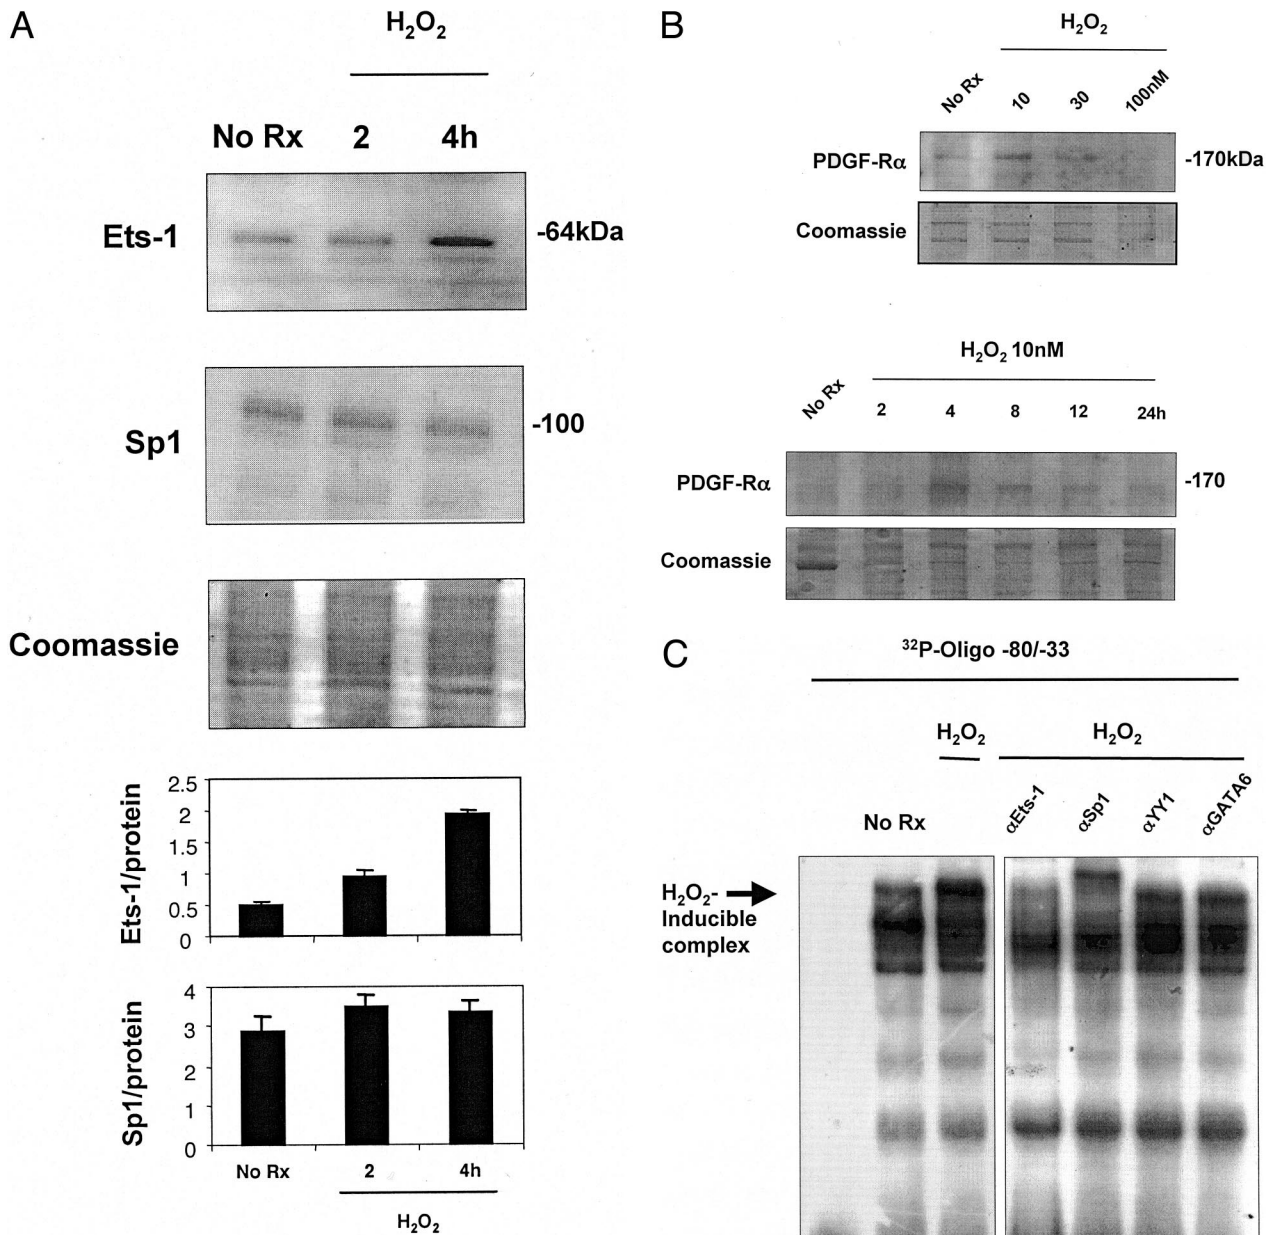 A
H₂O₂
No Rx 2 4h
Ets-1
-64kDa
Sp1
-100
Coomassie
Ets-1/protein
2.5
2
1.5
1
0.5
0
Sp1/protein
4
3
2
1
0
No Rx 2 4h
H₂O₂
B
H₂O₂
No Rx 10 30 100nM
PDGF-Rα
-170kDa
Coomassie
H₂O₂ 10nM
No Rx 2 4 8 12 24h
PDGF-Rα
-170
Coomassie
C
³²P-Oligo -80/-33
H₂O₂ H₂O₂
No Rx αEts-1 αSp1 αYY1 αGATA6
H₂O₂-
Inducible
complex